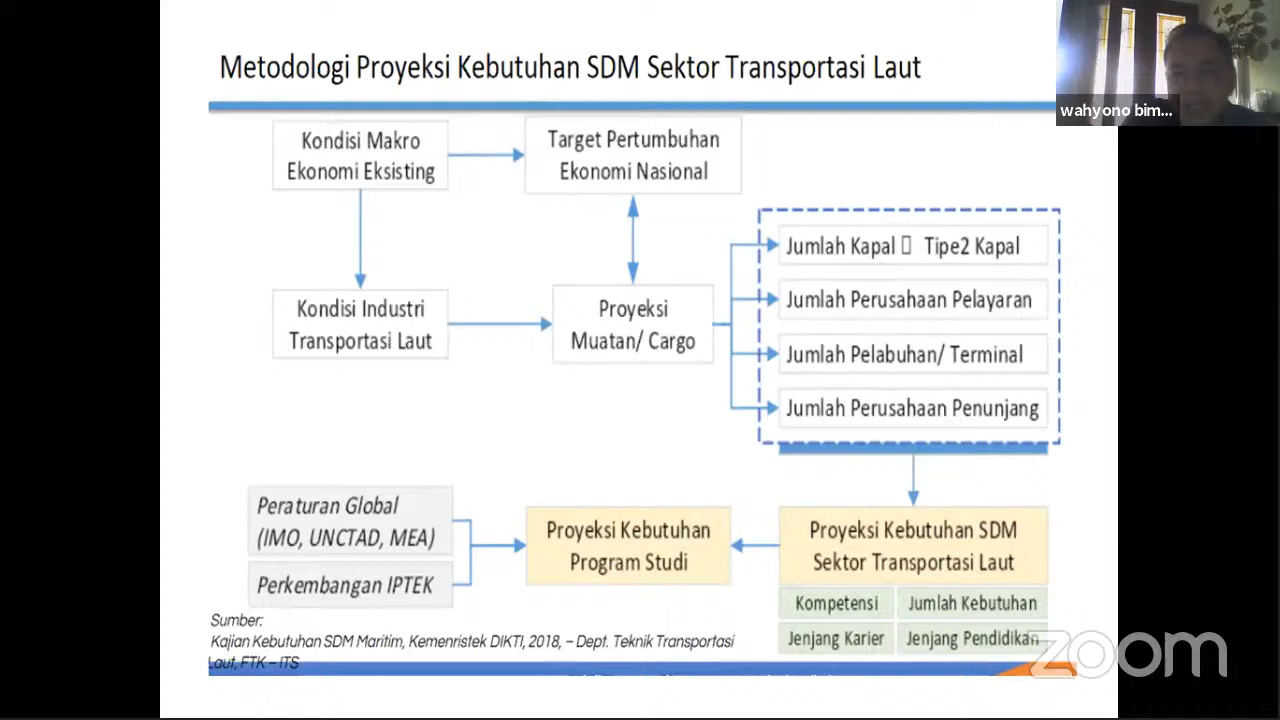 Metodologi Proyeksi Kebutuhan SDM Sektor Transportasi Laut
wahyono bim...
Kondisi Makro
Ekonomi Eksisting
Target Pertumbuhan
Ekonomi Nasional
Kondisi Industri
Transportasi Laut
Proyeksi
Muatan/ Cargo
Jumlah Kapal Tipe2 Kapal
Jumlah Perusahaan Pelayaran
Jumlah Pelabuhan/ Terminal
Jumlah Perusahaan Penunjang
Peraturan Global
(IMO, UNCTAD, MEA)
Perkembangan IPTEK
Proyeksi Kebutuhan
Program Studi
Proyeksi Kebutuhan SDM
Sektor Transportasi Laut
Kompetensi
Jumlah Kebutuhan
Jenjang Karier
Jenjang Pendidikan
Sumber:
Kajian Kebutuhan SDM Maritim, Kemenristek DIKTI, 2018, – Dept. Teknik Transportasi
Laut, FTK – ITS
zoom